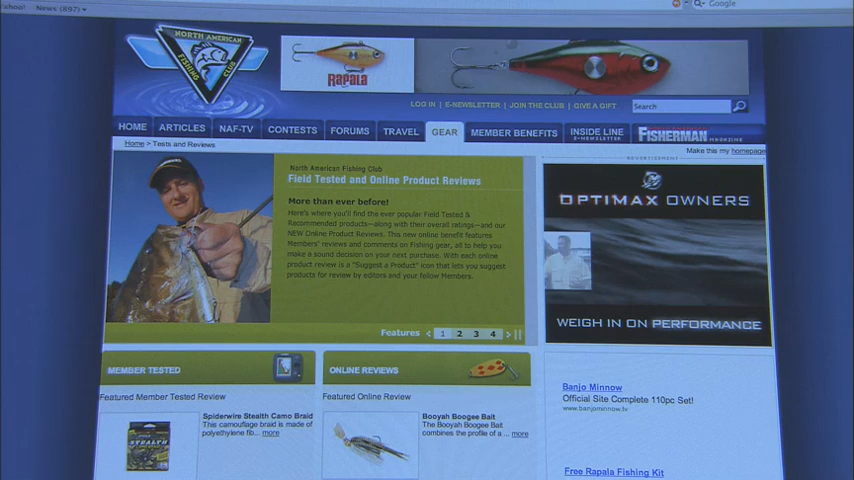 News (897)
Google
NORTH AMERICAN
FISHING
CLUB
Rapala
LOG IN | E-NEWSLETTER | JOIN THE CLUB | GIVE A GIFT
Search
HOME
ARTICLES
NAF-TV
CONTESTS
FORUMS
TRAVEL
GEAR
MEMBER BENEFITS
INSIDE LINE
E-NEWSLETTER
FISHERMAN
MAGAZINE
Home > Tests and Reviews
Make this my homepage
ADVERTISEMENT
North American Fishing Club
Field Tested and Online Product Reviews
More than ever before!
Here's where you'll find the ever popular Field Tested &
Recommended products—along with their overall ratings—and our
NEW Online Product Reviews. This new online benefit features
Members' reviews and comments on Fishing gear, all to help you
make a sound decision on your next purchase. With each online
product review is a "Suggest a Product" icon that lets you suggest
products for review by editors and your fellow Members.
Features < 1 2 3 4 >
OPTIMAX OWNERS
WEIGH IN ON PERFORMANCE
MEMBER TESTED
Featured Member Tested Review
Spiderwire Stealth Camo Braid
This camouflage braid is made of
polyethylene fib... more
STEALTH
ONLINE REVIEWS
Featured Online Review
Booyah Boogee Bait
The Booyah Boogee Bait
combines the profile of a ... more
Banjo Minnow
Official Site Complete 110pc Set!
www.banjominnow.tv
Free Rapala Fishing Kit